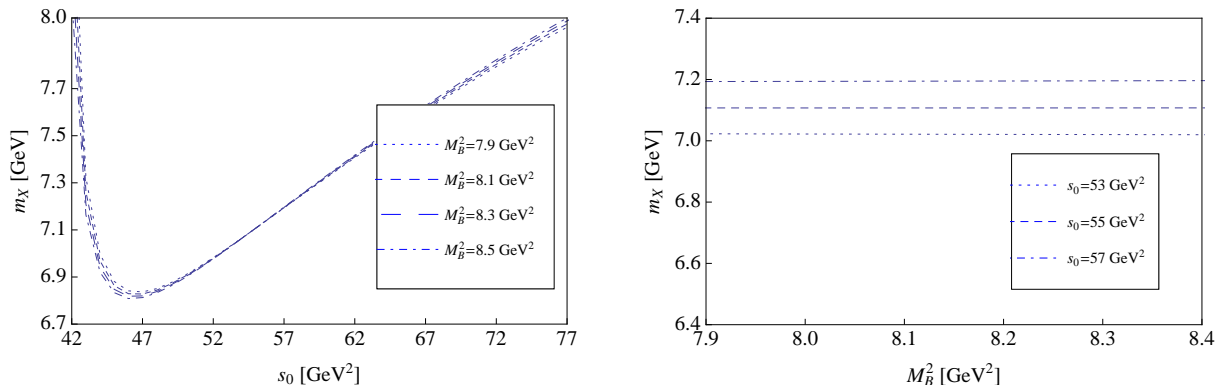 8.0
7.7
7.5
7.3
7.1
6.9
6.7
m_X [GeV]
42 47 52 57 62 67 72 77
s_0 [GeV^2]
M_B^2=7.9 GeV^2
M_B^2=8.1 GeV^2
M_B^2=8.3 GeV^2
M_B^2=8.5 GeV^2
7.4
7.2
7.0
6.8
6.6
6.4
m_X [GeV]
7.9 8.0 8.1 8.2 8.3 8.4
M_B^2 [GeV^2]
s_0=53 GeV^2
s_0=55 GeV^2
s_0=57 GeV^2